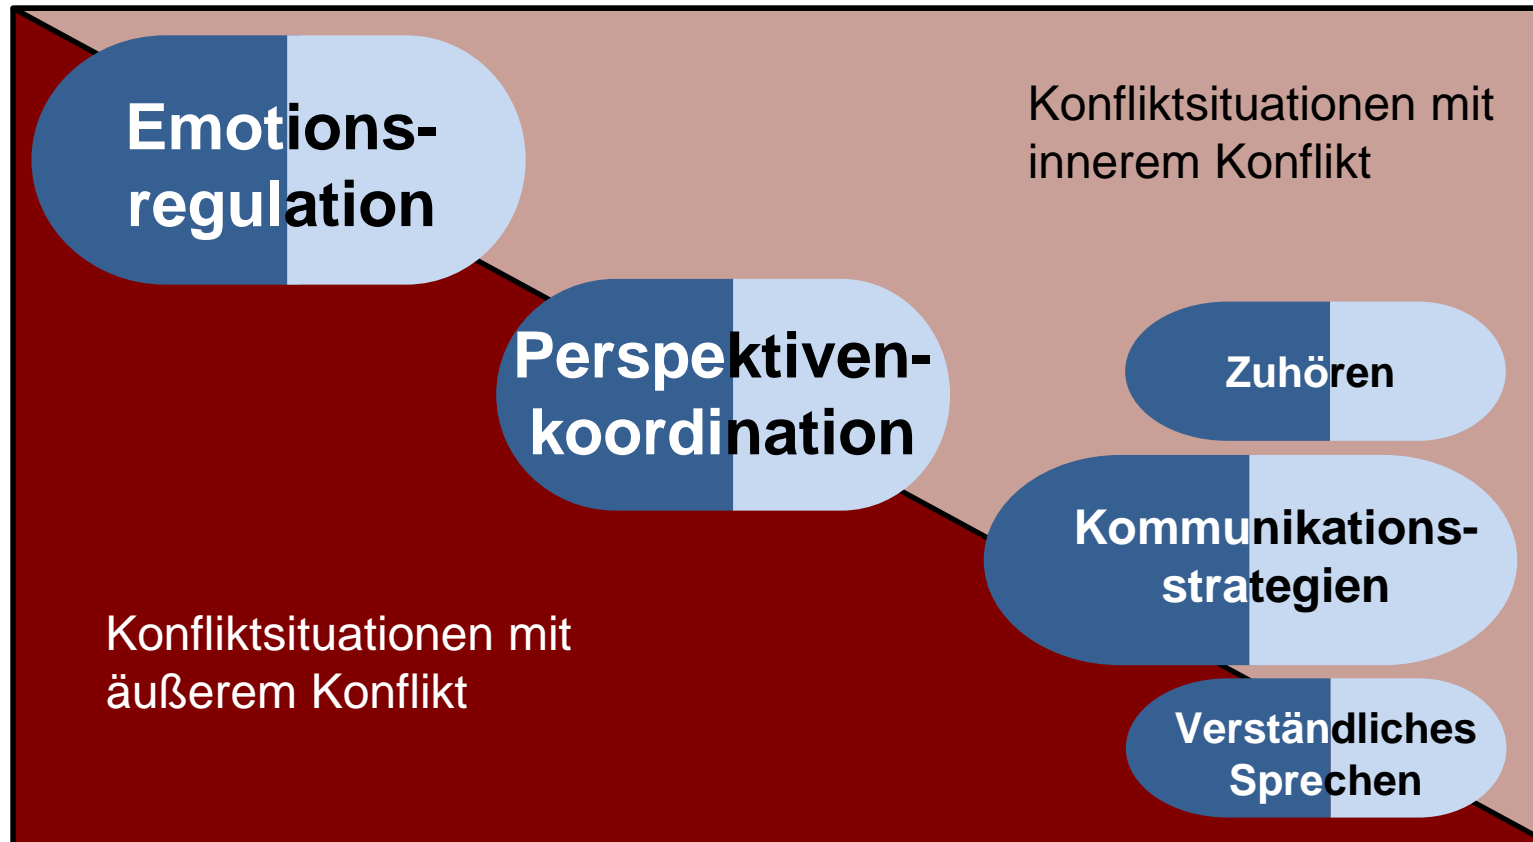 Emotions-
regulation
Konfliktsituationen mit
innerem Konflikt
Perspektiven-
koordination
Zuhören
Kommunikations-
strategien
Konfliktsituationen mit
äußerem Konflikt
Verständliches
Sprechen